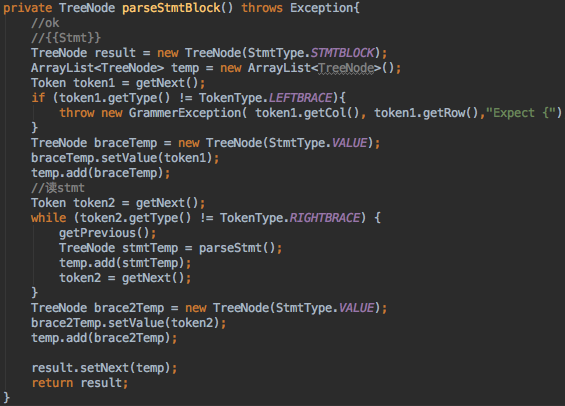 private TreeNode parseStmtBlock() throws Exception{
    //ok
    //{{Stmt}}
    TreeNode result = new TreeNode(StmtType.STMTBLOCK);
    ArrayList<TreeNode> temp = new ArrayList<TreeNode>();
    Token token1 = getNext();
    if (token1.getType() != TokenType.LEFTBRACE){
        throw new GrammerException( token1.getCol(), token1.getRow(),"Expect {")
    }
    TreeNode braceTemp = new TreeNode(StmtType.VALUE);
    braceTemp.setValue(token1);
    temp.add(braceTemp);
    //读stmt
    Token token2 = getNext();
    while (token2.getType() != TokenType.RIGHTBRACE) {
        getPrevious();
        TreeNode stmtTemp = parseStmt();
        temp.add(stmtTemp);
        token2 = getNext();
    }
    TreeNode brace2Temp = new TreeNode(StmtType.VALUE);
    brace2Temp.setValue(token2);
    temp.add(brace2Temp);

    result.setNext(temp);
    return result;
}